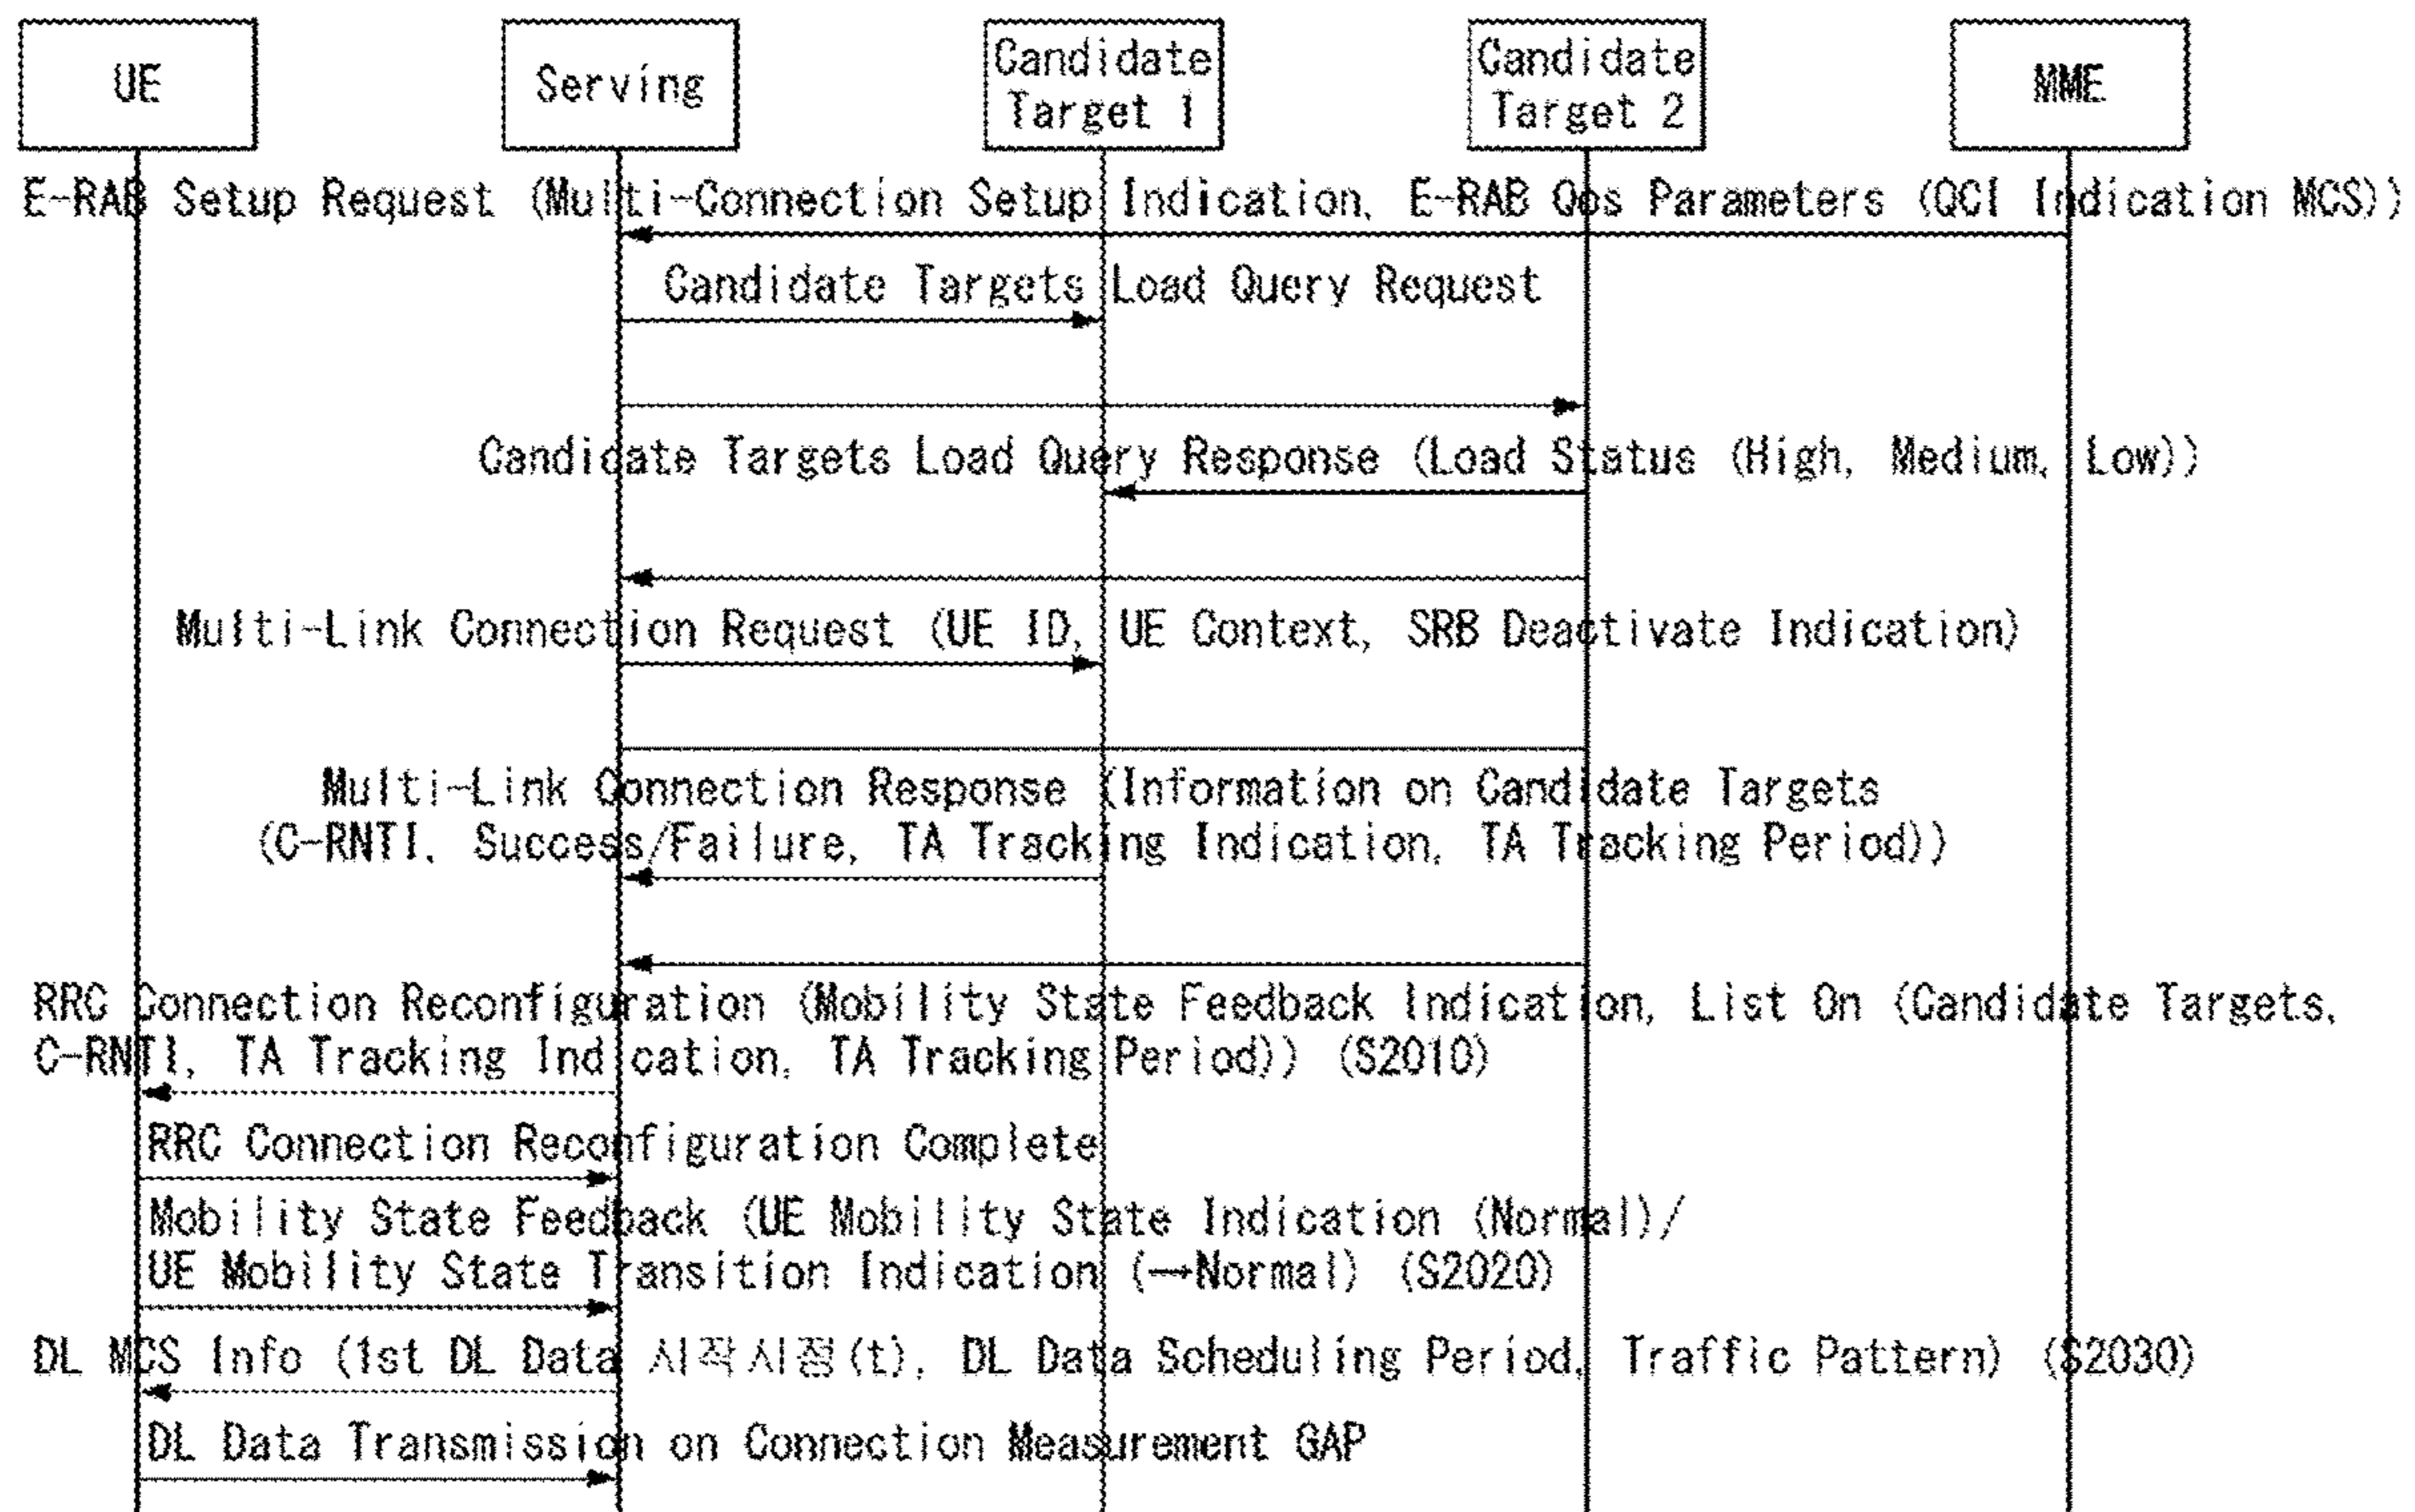 UE
Serving
Candidate
Target 1
Candidate
Target 2
MME
E-RAB Setup Request (Multi-Connection Setup Indication, E-RAB Qos Parameters (QCI Indication MCS))
Candidate Targets Load Query Request
Candidate Targets Load Query Response (Load Status (High, Medium, Low))
Multi-Link Connection Request (UE ID, UE Context, SRB Deactivate Indication)
Multi-Link Connection Response (Information on Candidate Targets
(C-RNTI, Success/Failure, TA Tracking Indication, TA Tracking Period))
RRC Connection Reconfiguration (Mobility State Feedback Indication, List On (Candidate Targets,
C-RNTI, TA Tracking Indication, TA Tracking Period)) (S2010)
RRC Connection Reconfiguration Complete
Mobility State Feedback (UE Mobility State Indication (Normal)/
UE Mobility State Transition Indication (→Normal) (S2020)
DL MCS Info (1st DL Data 시작시점(t), DL Data Scheduling Period, Traffic Pattern) (S2030)
DL Data Transmission on Connection Measurement GAP